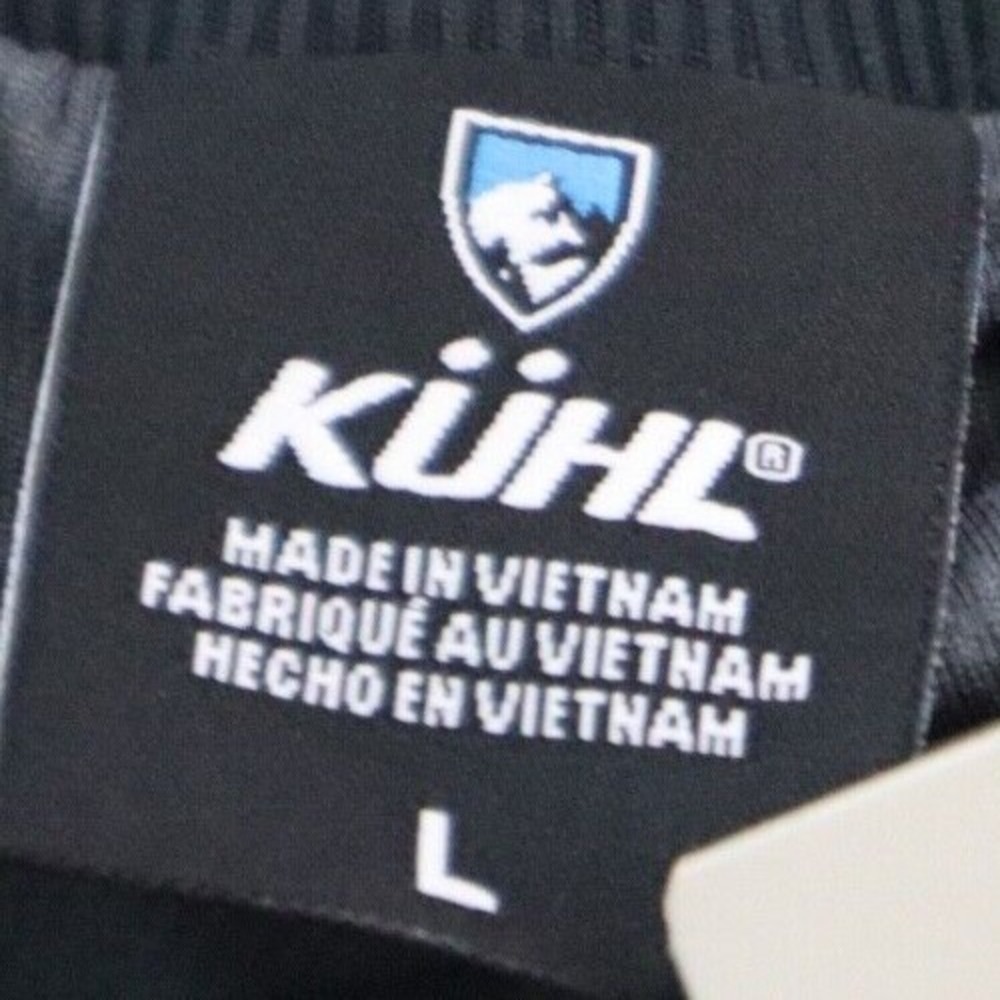 KÜHL®
MADE IN VIETNAM
FABRIQUÉ AU VIETNAM
HECHO EN VIETNAM
L